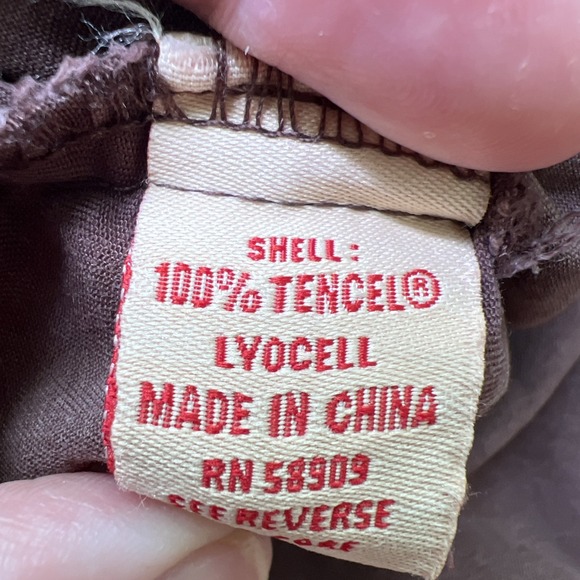 SHELL:
100% TENCEL®
LYOCELL
MADE IN CHINA
RN 58909
SEE REVERSE